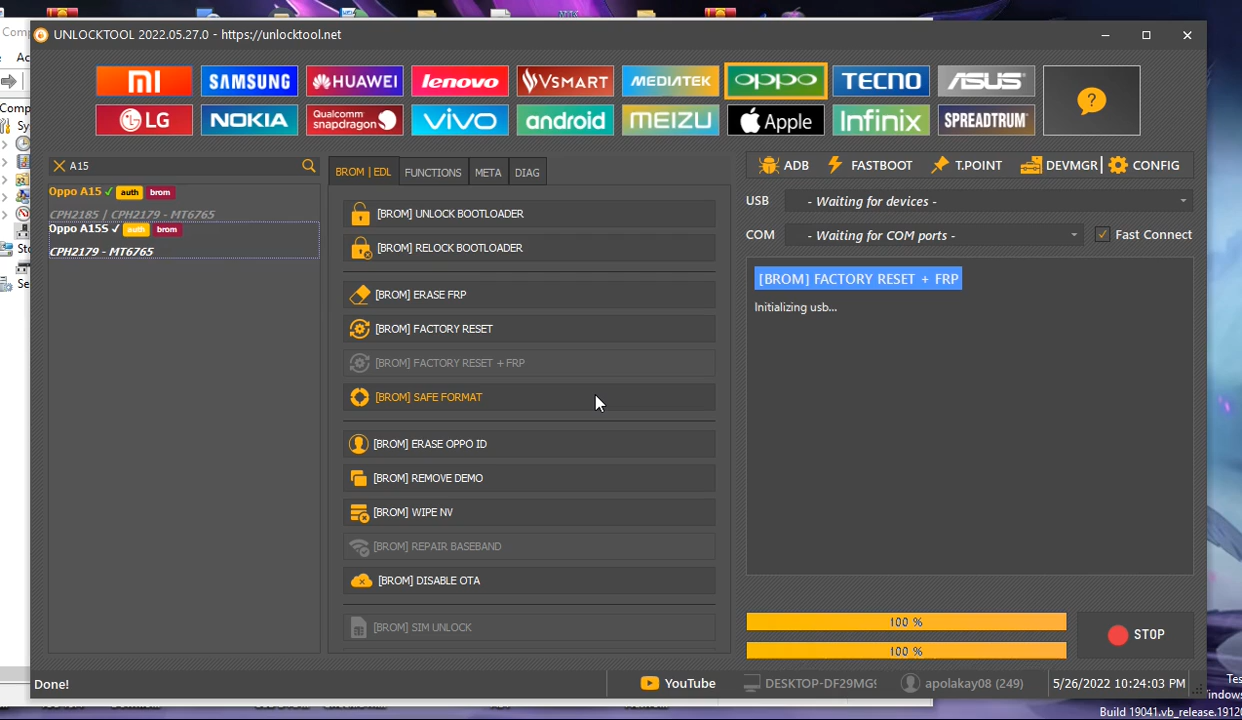 UNLOCKTOOL 2022.05.27.0 - https://unlocktool.net
mi SAMSUNG HUAWEI lenovo VSMART MEDIATEK oppo TECNO ASUS
LG NOKIA Qualcomm snapdragon vivo android MEIZU Apple Infinix SPREADTRUM
?
A15
Oppo A15 ✓ auth brom
CPH2185 | CPH2179 - MT6765
Oppo A15S ✓ auth brom
CPH2179 - MT6765
BROM | EDL FUNCTIONS META DIAG
[BROM] UNLOCK BOOTLOADER
[BROM] RELOCK BOOTLOADER
[BROM] ERASE FRP
[BROM] FACTORY RESET
[BROM] FACTORY RESET + FRP
[BROM] SAFE FORMAT
[BROM] ERASE OPPO ID
[BROM] REMOVE DEMO
[BROM] WIPE NV
[BROM] REPAIR BASEBAND
[BROM] DISABLE OTA
[BROM] SIM UNLOCK
ADB FASTBOOT T.POINT DEVMGR CONFIG
USB - Waiting for devices -
COM - Waiting for COM ports - Fast Connect
[BROM] FACTORY RESET + FRP
Initializing usb...
100 %
100 %
STOP
Done! YouTube DESKTOP-DF29MG9 apolakay08 (249) 5/26/2022 10:24:03 PM
Build 19041.vb_release.1912